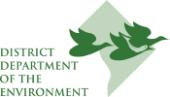 DISTRICT
DEPARTMENT
OF THE
ENVIRONMENT